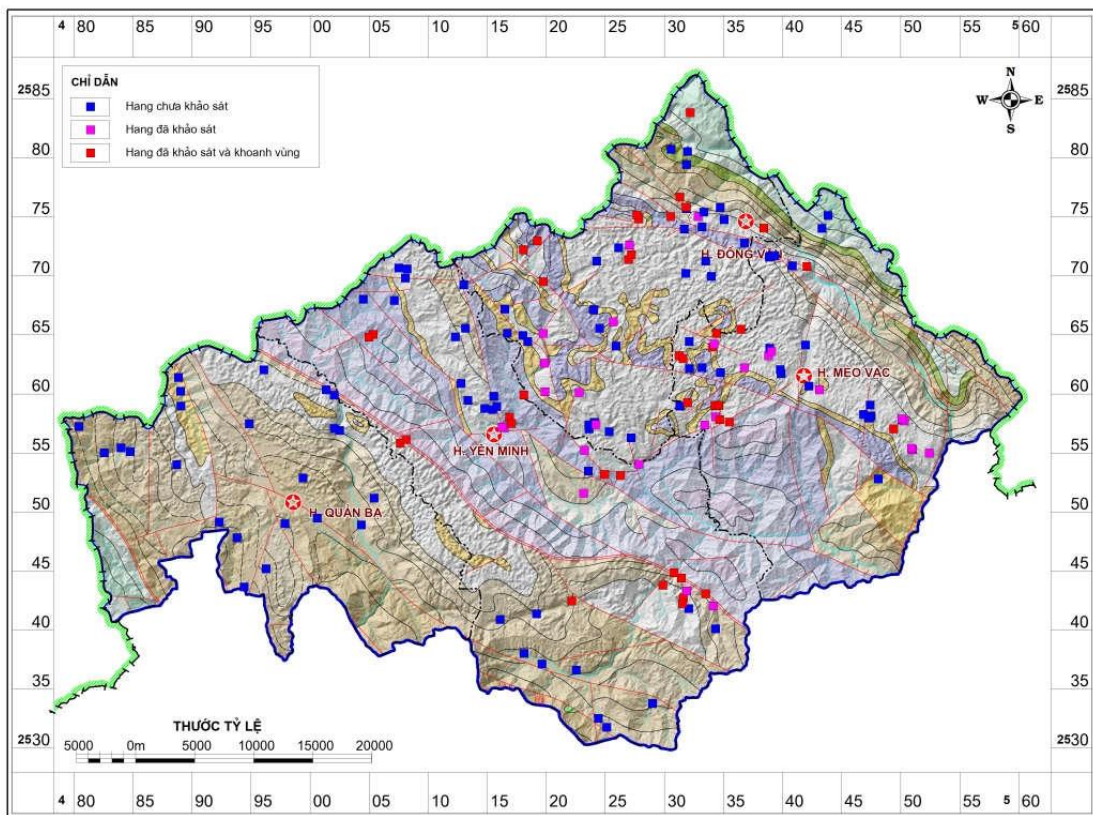 4 80 85 90 95 00 05 10 15 20 25 30 35 40 45 50 55 5 60
CHỈ DẪN
Hang chưa khảo sát
Hang đã khảo sát
Hang đã khảo sát và khoanh vùng
N
W E
S
2585 2585
80 80
75 75
H. ĐỒNG VĂN
70 70
65 65
H. MÈO VẠC
60 60
55 55
H. YÊN MINH
50 50
H. QUẢN BẠ
45 45
40 40
35 35
THƯỚC TỶ LỆ
2530 2530
5000 0m 5000 10000 15000 20000
4 80 85 90 95 00 05 10 15 20 25 30 35 40 45 50 55 5 60